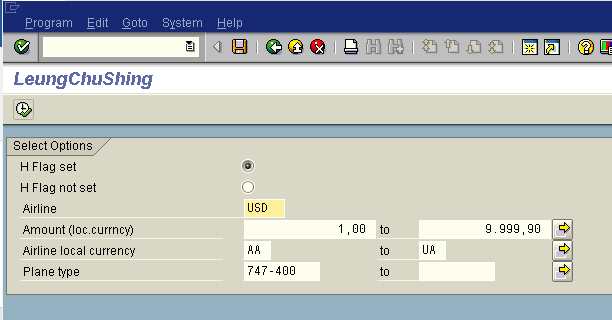 Program Edit Goto System Help
LeungChuShing
Select Options
H Flag set
H Flag not set
Airline USD
Amount (loc.currncy) 1,00 to 9.999,90
Airline local currency AA to UA
Plane type 747-400 to